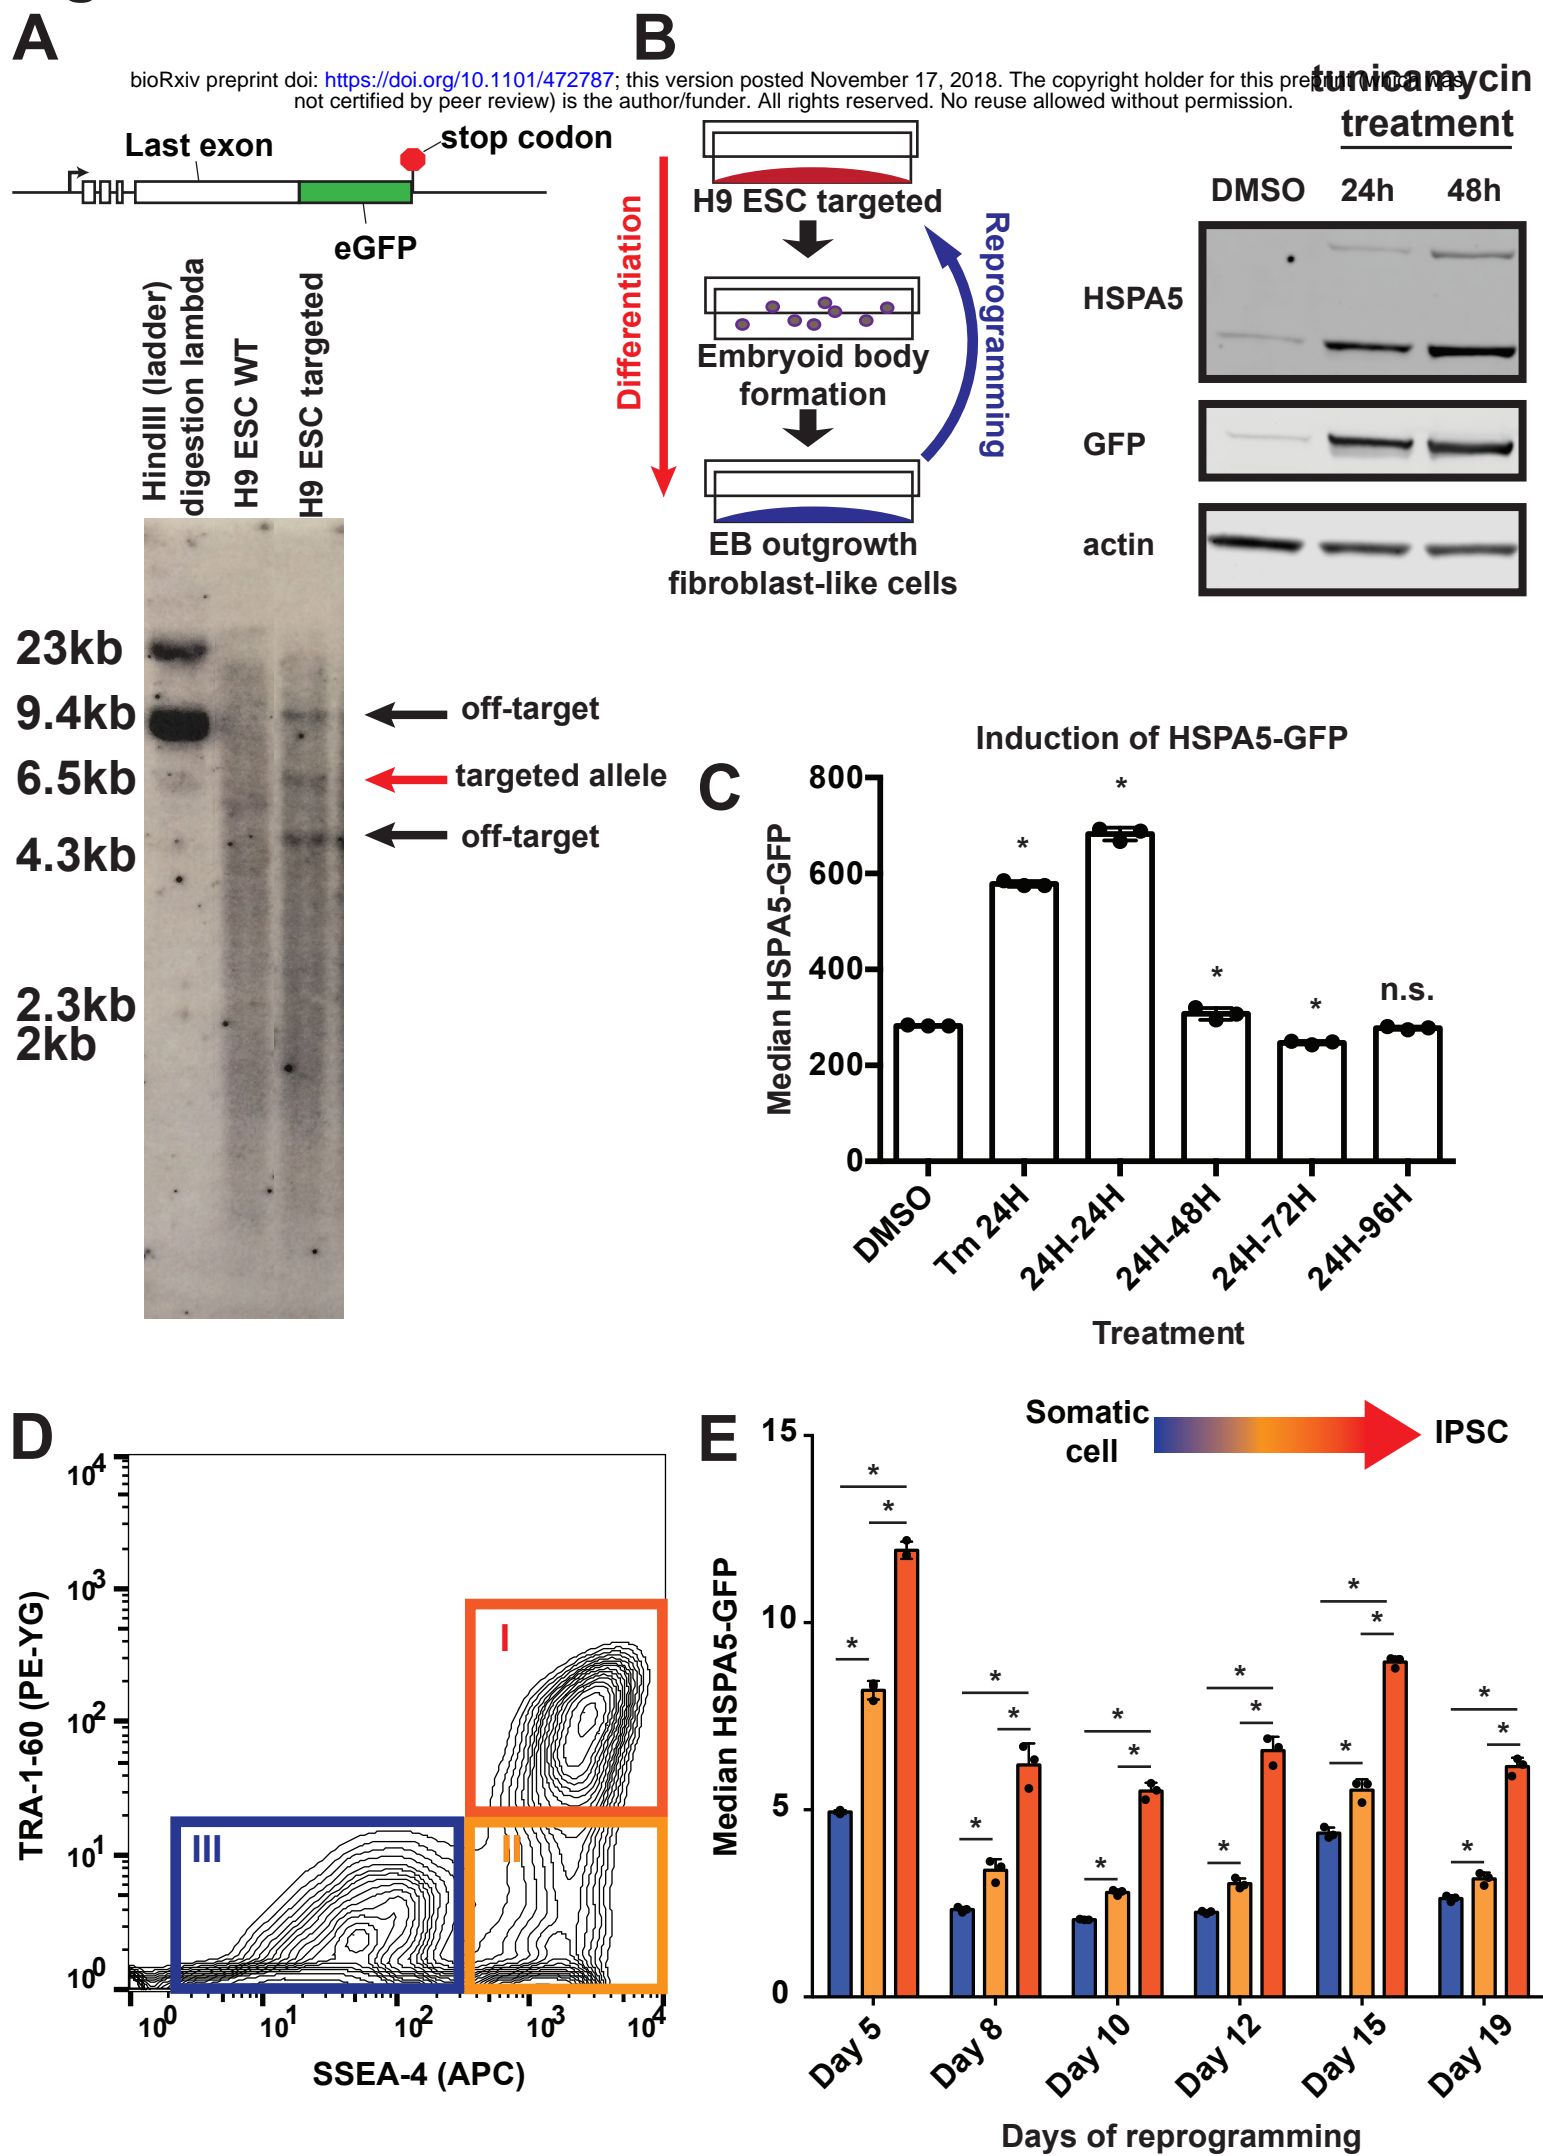 A
B
bioRxiv preprint doi: https://doi.org/10.1101/472787; this version posted November 17, 2018. The copyright holder for this preprint (which was
not certified by peer review) is the author/funder. All rights reserved. No reuse allowed without permission.
Last exon
stop codon
eGFP
HindIII (ladder)
digestion lambda
H9 ESC WT
H9 ESC targeted
23kb
9.4kb
6.5kb
4.3kb
2.3kb
2kb
off-target
targeted allele
off-target
Differentiation
H9 ESC targeted
Embryoid body
formation
EB outgrowth
fibroblast-like cells
Reprogramming
tunicamycin
treatment
DMSO 24h 48h
HSPA5
GFP
actin
C
Induction of HSPA5-GFP
Median HSPA5-GFP
800
600
400
200
0
* * * * n.s.
DMSO
Tm 24H
24H-24H
24H-48H
24H-72H
24H-96H
Treatment
D
TRA-1-60 (PE-YG)
10^4
10^3
10^2
10^1
10^0
I
II
III
10^0 10^1 10^2 10^3 10^4
SSEA-4 (APC)
E
Somatic
cell
IPSC
Median HSPA5-GFP
15
10
5
0
* * *
* * *
* * *
* * *
* * *
* * *
Day 5
Day 8
Day 10
Day 12
Day 15
Day 19
Days of reprogramming